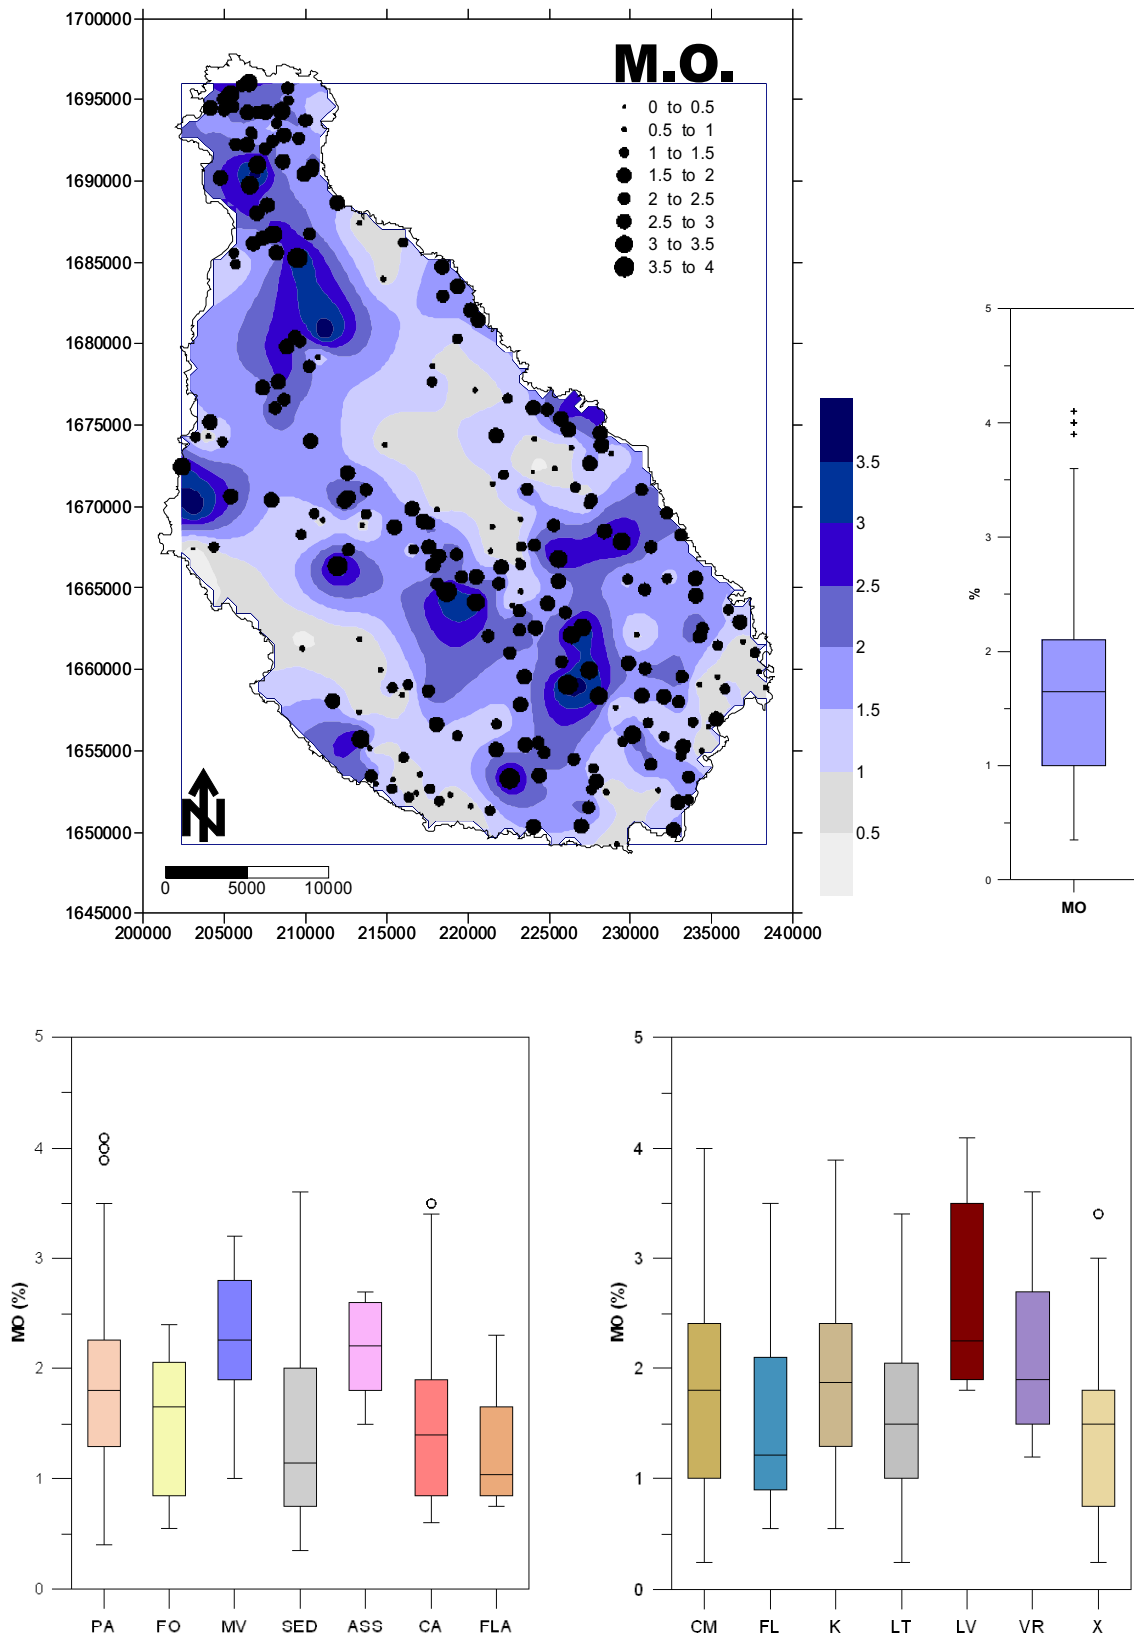 1700000
1695000
1690000
1685000
1680000
1675000
1670000
1665000
1660000
1655000
1650000
1645000
200000 205000 210000 215000 220000 225000 230000 235000 240000
M.O.
0 to 0.5
0.5 to 1
1 to 1.5
1.5 to 2
2 to 2.5
2.5 to 3
3 to 3.5
3.5 to 4
N
0 5000 10000
3.5
3
2.5
2
1.5
1
0.5
5
4
3
2
1
0
%
MO
5
4
3
2
1
0
MO (%)
PA FO MV SED ASS CA FLA
5
4
3
2
1
0
MO (%)
CM FL K LT LV VR X